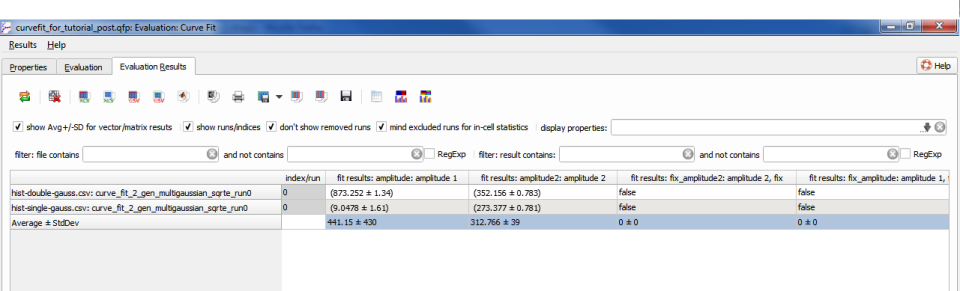 curvefit_for_tutorial_post.qfp: Evaluation: Curve Fit
Results Help
Properties Evaluation Evaluation Results Help
show Avg+/-SD for vector/matrix resuts show runs/indices don't show removed runs mind excluded runs for in-cell statistics display properties:
filter: file contains and not contains RegExp filter: result contains: and not contains RegExp
index/run fit results: amplitude: amplitude 1 fit results: amplitude2: amplitude 2 fit results: fix_amplitude2: amplitude 2, fix fit results: fix_amplitude: amplitude 1,
hist-double-gauss.csv: curve_fit_2_gen_multigaussian_sqrte_run0 0 (873.252 ± 1.34) (352.156 ± 0.783) false false
hist-single-gauss.csv: curve_fit_2_gen_multigaussian_sqrte_run0 0 (9.0478 ± 1.61) (273.377 ± 0.781) false false
Average ± StdDev 441.15 ± 430 312.766 ± 39 0 ± 0 0 ± 0